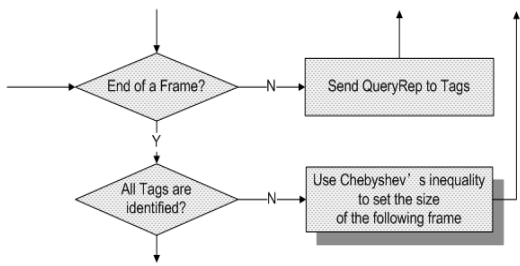 End of a Frame?
N
Send QueryRep to Tags
Y
All Tags are
identified?
N
Use Chebyshev’s inequality
to set the size
of the following frame